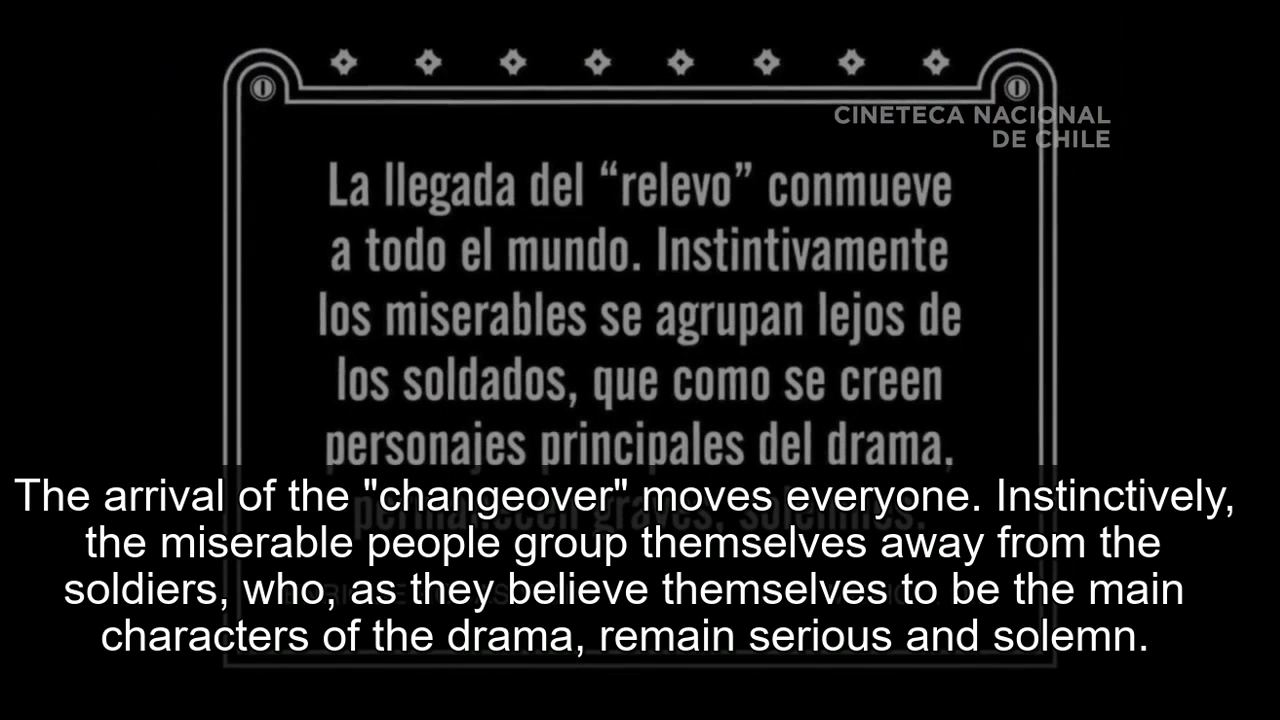 CINETECA NACIONAL
DE CHILE
La llegada del “relevo” conmueve
a todo el mundo. Instintivamente
los miserables se agrupan lejos de
los soldados, que como se creen
personajes principales del drama,
permanecen graves, solemnes.
The arrival of the "changeover" moves everyone. Instinctively,
the miserable people group themselves away from the
soldiers, who, as they believe themselves to be the main
characters of the drama, remain serious and solemn.